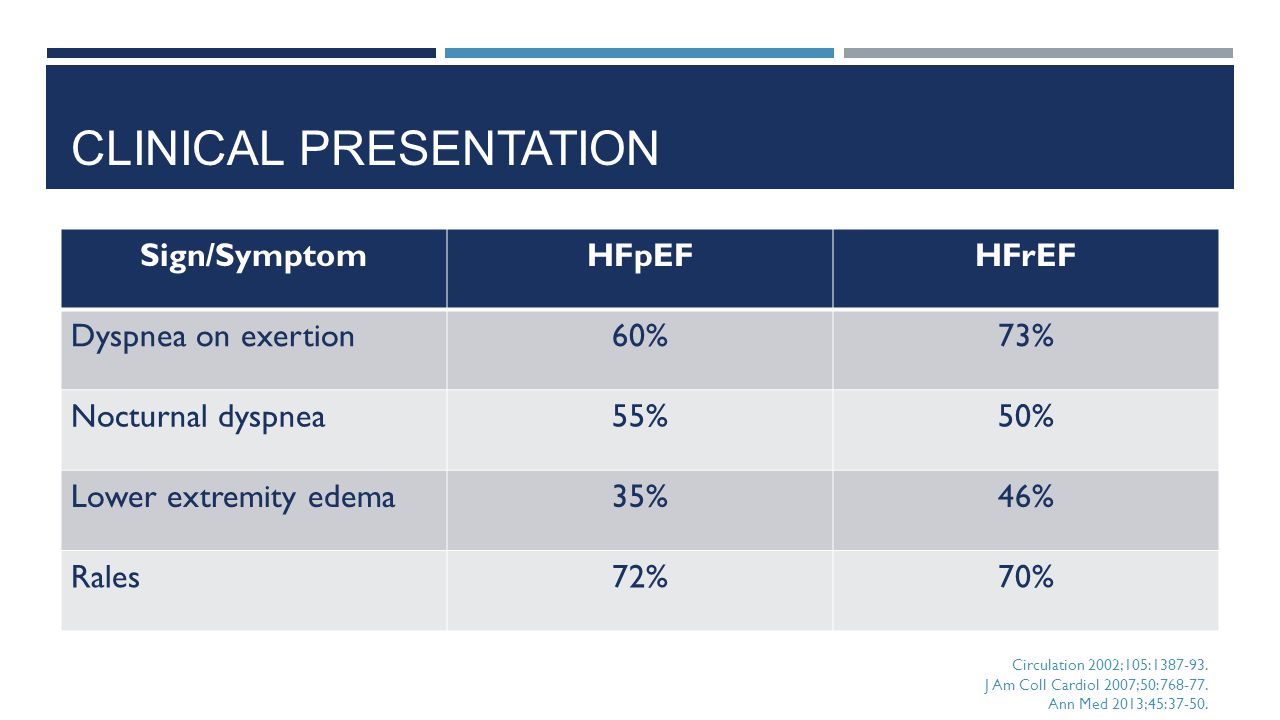 CLINICAL PRESENTATION
Sign/Symptom HFpEF HFrEF
Dyspnea on exertion 60% 73%
Nocturnal dyspnea 55% 50%
Lower extremity edema 35% 46%
Rales 72% 70%
Circulation 2002;105:1387-93.
J Am Coll Cardiol 2007;50:768-77.
Ann Med 2013;45:37-50.